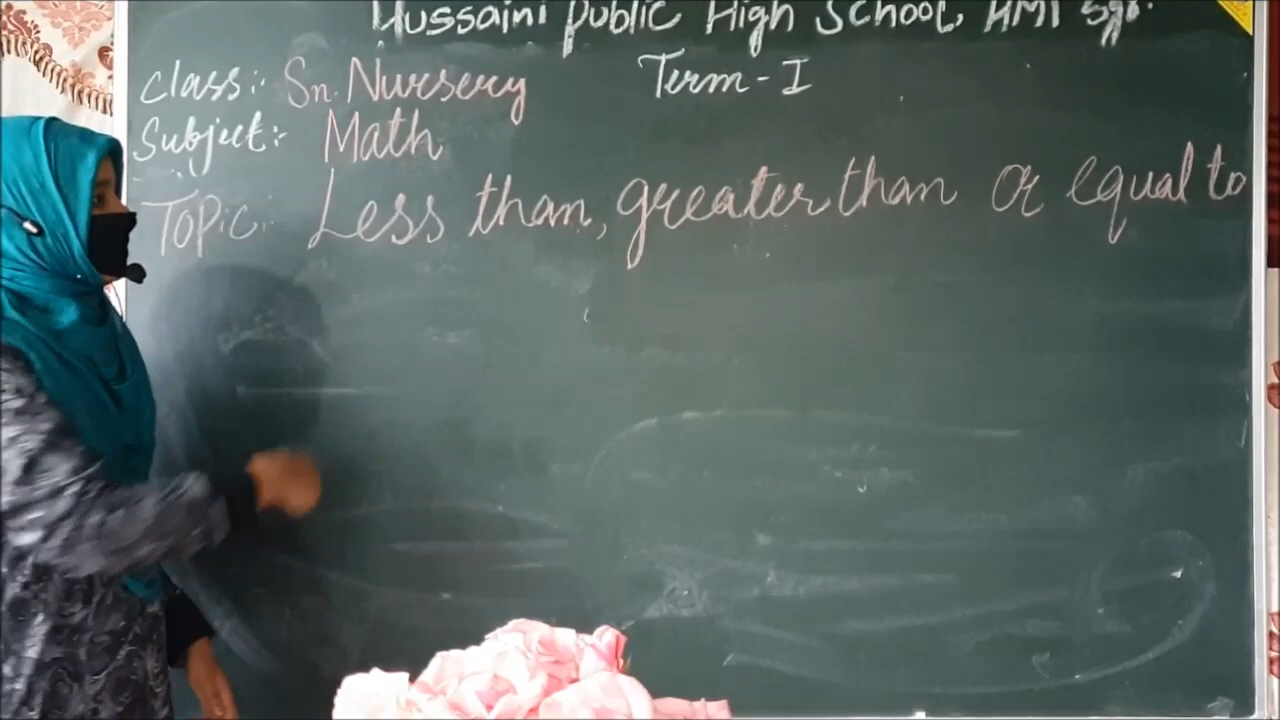 Hussaini Public High School, HMT Sgr.
Term - I
Class:- Sn. Nursery
Subject:- Math
Topic:- Less than, greater than or equal to